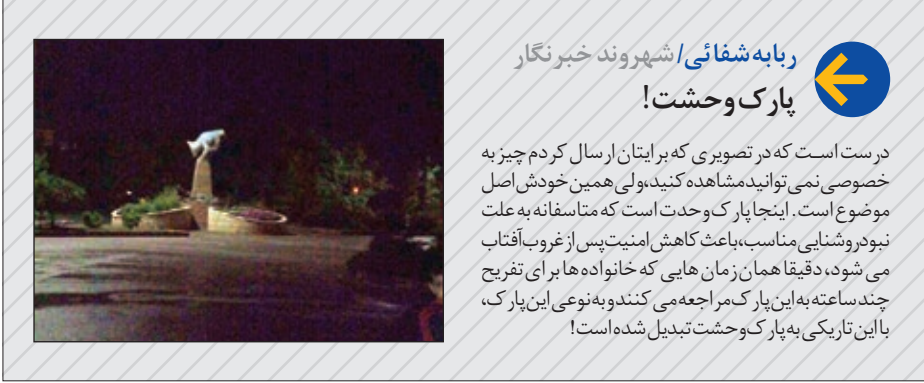 ربابه شفائی/شهروند خبرنگار
پارک وحشت!
درست است که در تصویری که برایتان ارسال کردم چیز به
خصوصی نمی توانید مشاهده کنید، ولی همین خودش اصل
موضوع است. اینجا پارک وحدت است که متاسفانه به علت
نبود روشنایی مناسب، باعث کاهش امنیت پس از غروب آفتاب
می شود، دقیقا همان زمان هایی که خانواده ها برای تفریح
چند ساعته به این پارک مراجعه می کنند و به نوعی این پارک،
با این تاریکی به پارک وحشت تبدیل شده است!